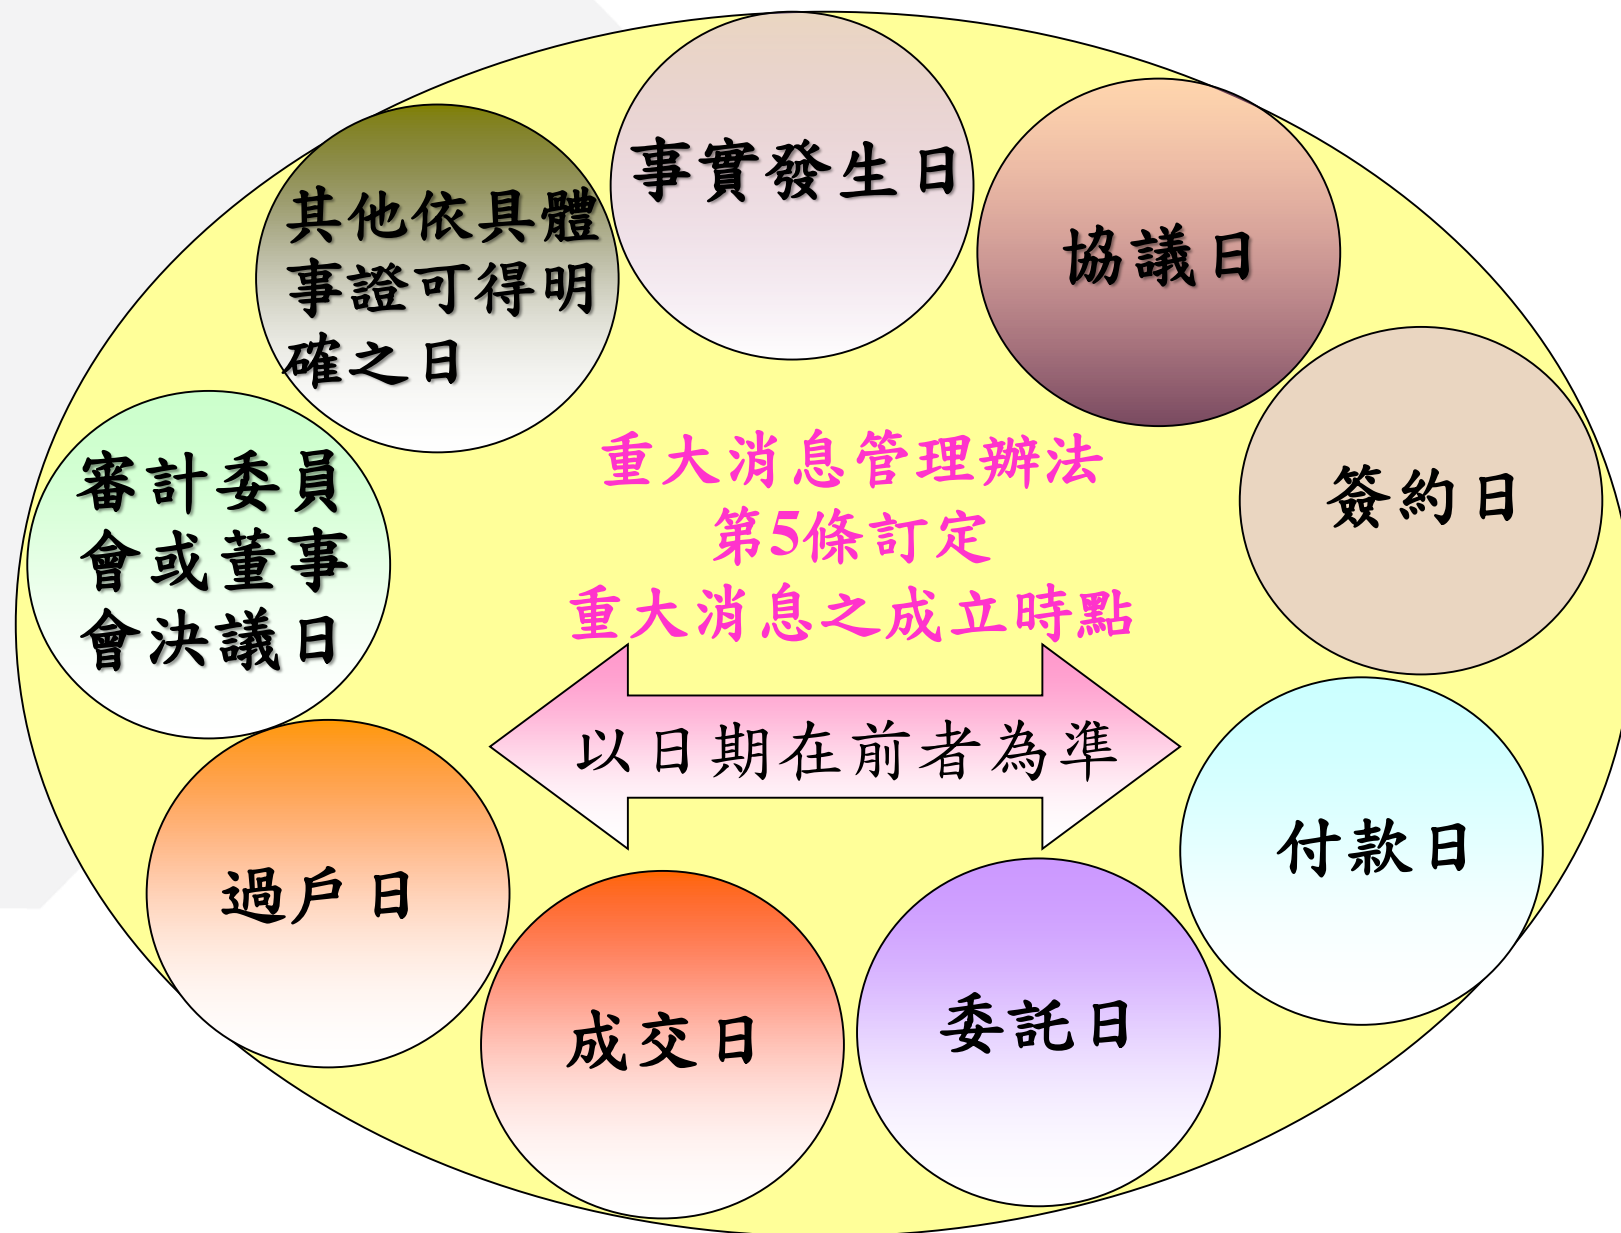 事實發生日
協議日
簽約日
付款日
委託日
成交日
過戶日
審計委員
會或董事
會決議日
其他依具體
事證可得明
確之日
重大消息管理辦法
第5條訂定
重大消息之成立時點
以日期在前者為準